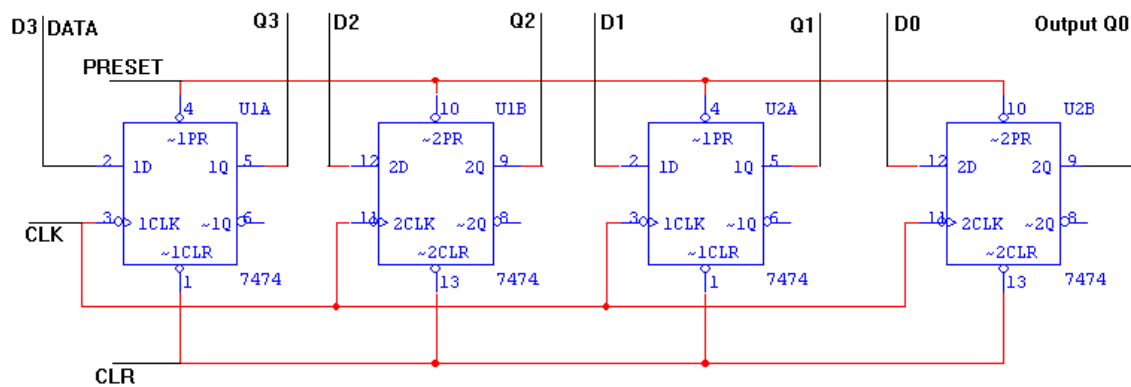 D3 DATA Q3 D2 Q2 D1 Q1 D0 Output Q0
PRESET
4 U1A 10 U1B 4 U2A 10 U2B
~1PR ~2PR ~1PR ~2PR
2 1D 1Q 5 12 2D 2Q 9 2 1D 1Q 5 12 2D 2Q 9
3 1CLK ~1Q 6 11 2CLK ~2Q 8 3 1CLK ~1Q 6 11 2CLK ~2Q 8
CLK
~1CLR ~2CLR ~1CLR ~2CLR
1 7474 13 7474 1 7474 13 7474
CLR